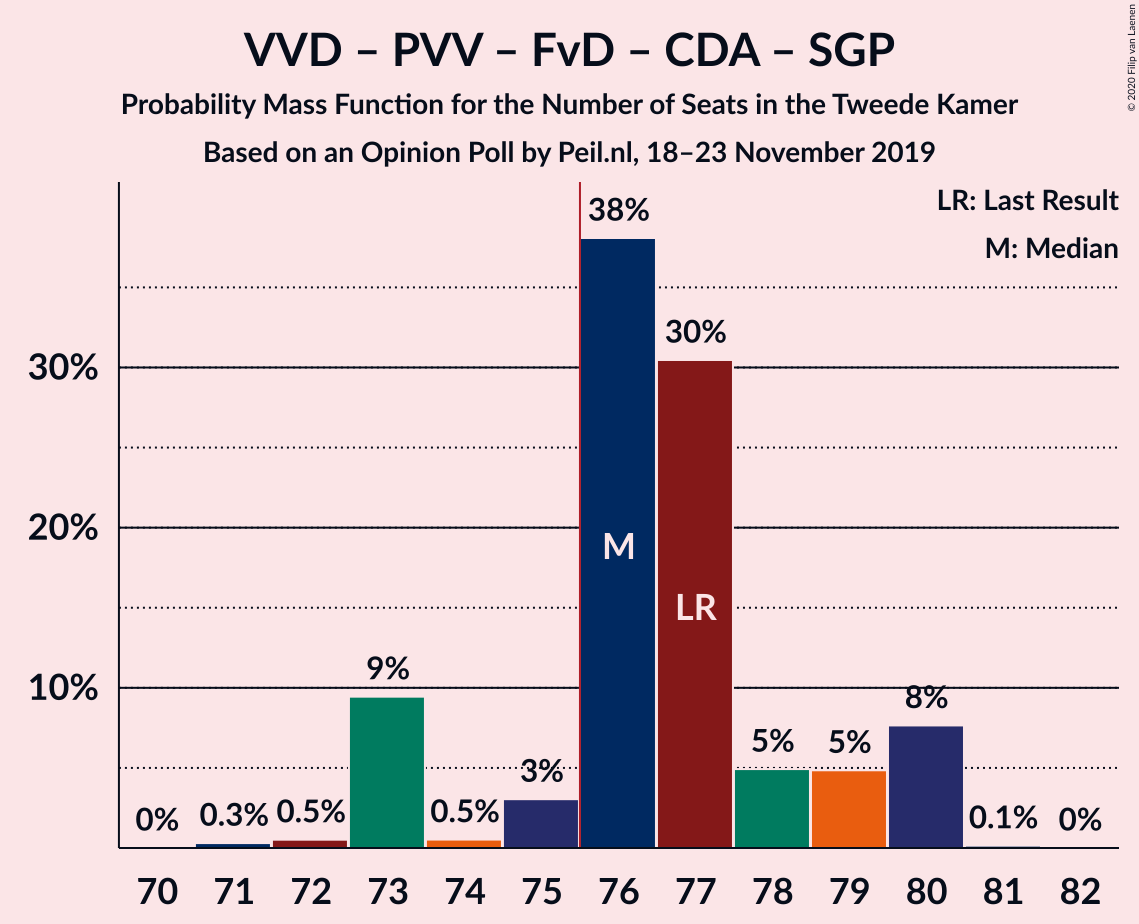 VVD – PVV – FvD – CDA – SGP
Probability Mass Function for the Number of Seats in the Tweede Kamer
Based on an Opinion Poll by Peil.nl, 18–23 November 2019
© 2020 Filip van Laenen
LR: Last Result
M: Median
30%
20%
10%
0%
0.3%
0.5%
9%
0.5%
3%
38%
30%
5%
5%
8%
0.1%
0%
M
LR
70 71 72 73 74 75 76 77 78 79 80 81 82